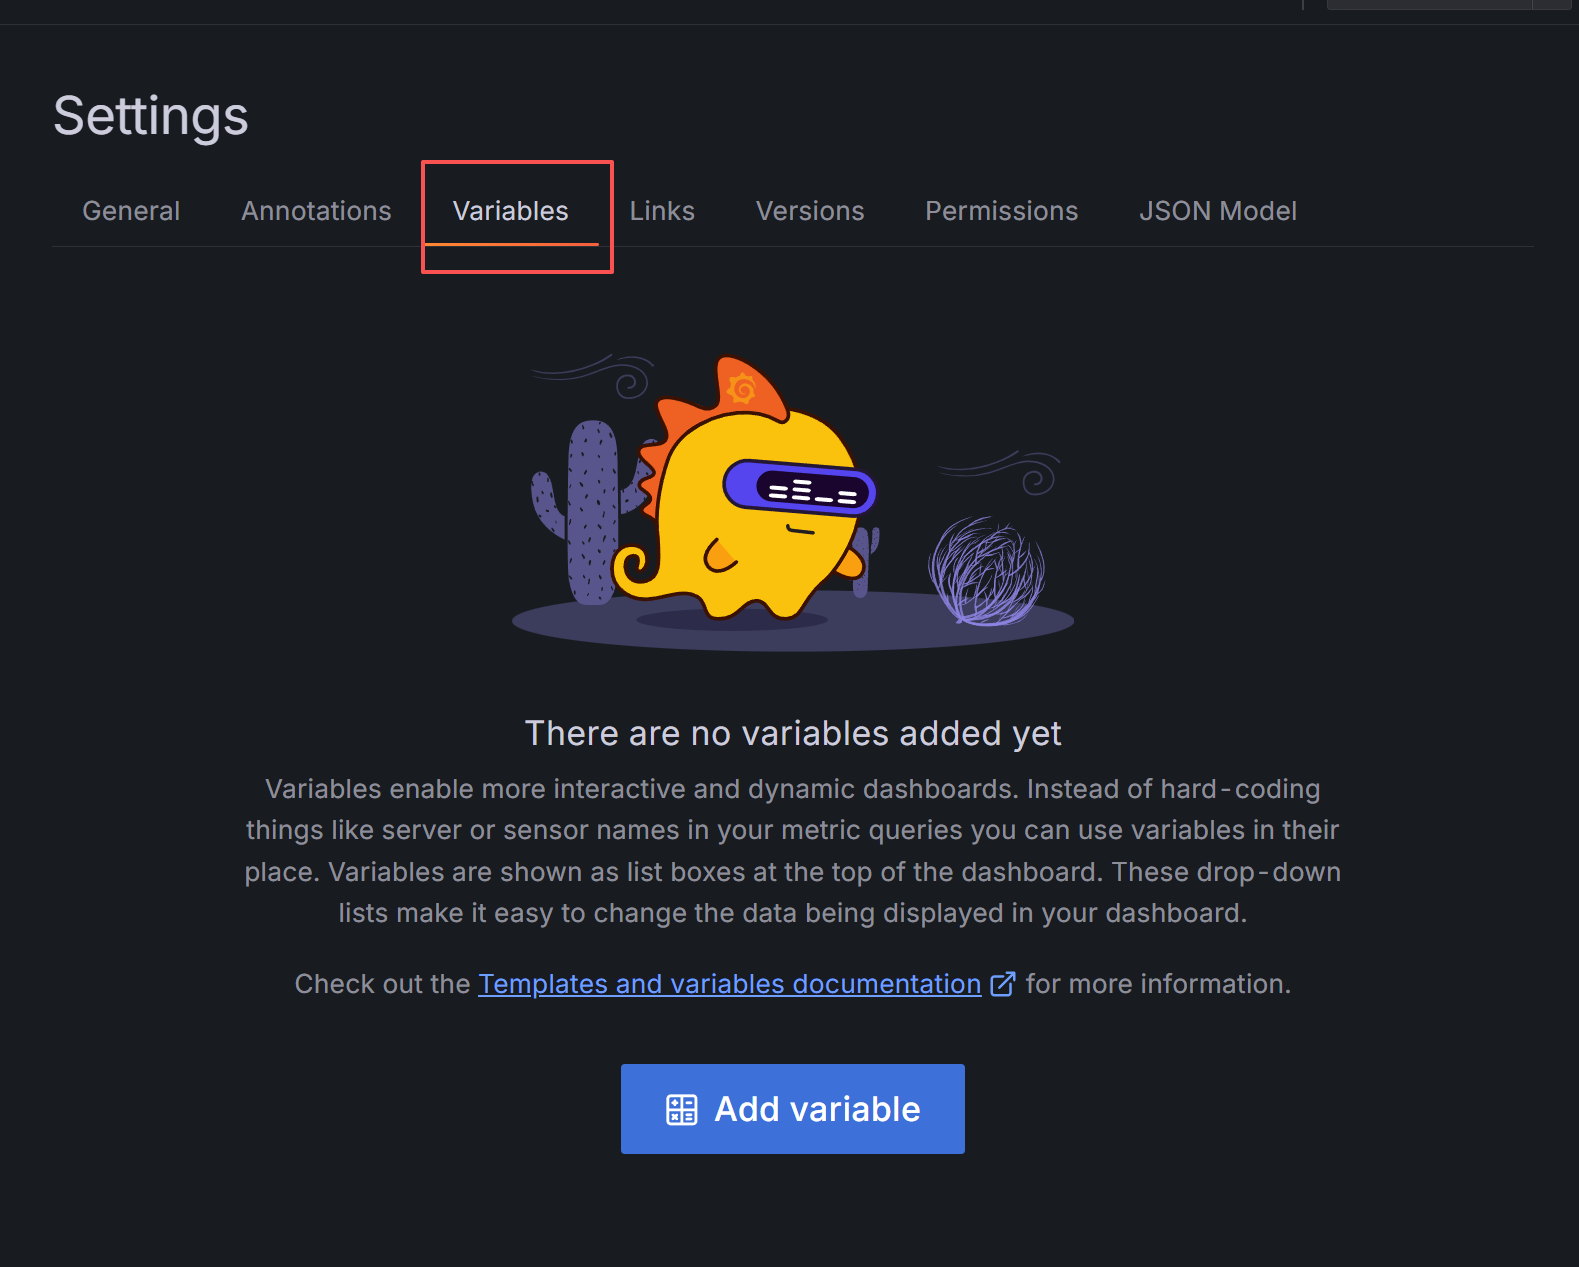 Settings
General Annotations Variables Links Versions Permissions JSON Model
There are no variables added yet
Variables enable more interactive and dynamic dashboards. Instead of hard-coding
things like server or sensor names in your metric queries you can use variables in their
place. Variables are shown as list boxes at the top of the dashboard. These drop-down
lists make it easy to change the data being displayed in your dashboard.
Check out the Templates and variables documentation for more information.
Add variable